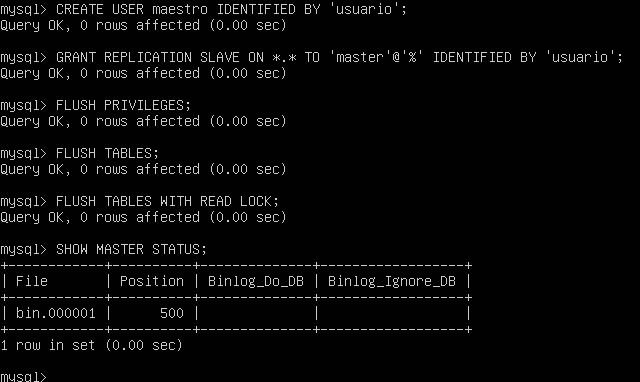 mysql> CREATE USER maestro IDENTIFIED BY 'usuario';
Query OK, 0 rows affected (0.00 sec)
mysql> GRANT REPLICATION SLAVE ON *.* TO 'master'@'%' IDENTIFIED BY 'usuario';
Query OK, 0 rows affected (0.00 sec)
mysql> FLUSH PRIVILEGES;
Query OK, 0 rows affected (0.00 sec)
mysql> FLUSH TABLES;
Query OK, 0 rows affected (0.00 sec)
mysql> FLUSH TABLES WITH READ LOCK;
Query OK, 0 rows affected (0.00 sec)
mysql> SHOW MASTER STATUS;
+------------+----------+--------------+------------------+
| File       | Position | Binlog_Do_DB | Binlog_Ignore_DB |
+------------+----------+--------------+------------------+
| bin.000001 |      500 |              |                  |
+------------+----------+--------------+------------------+
1 row in set (0.00 sec)
mysql>